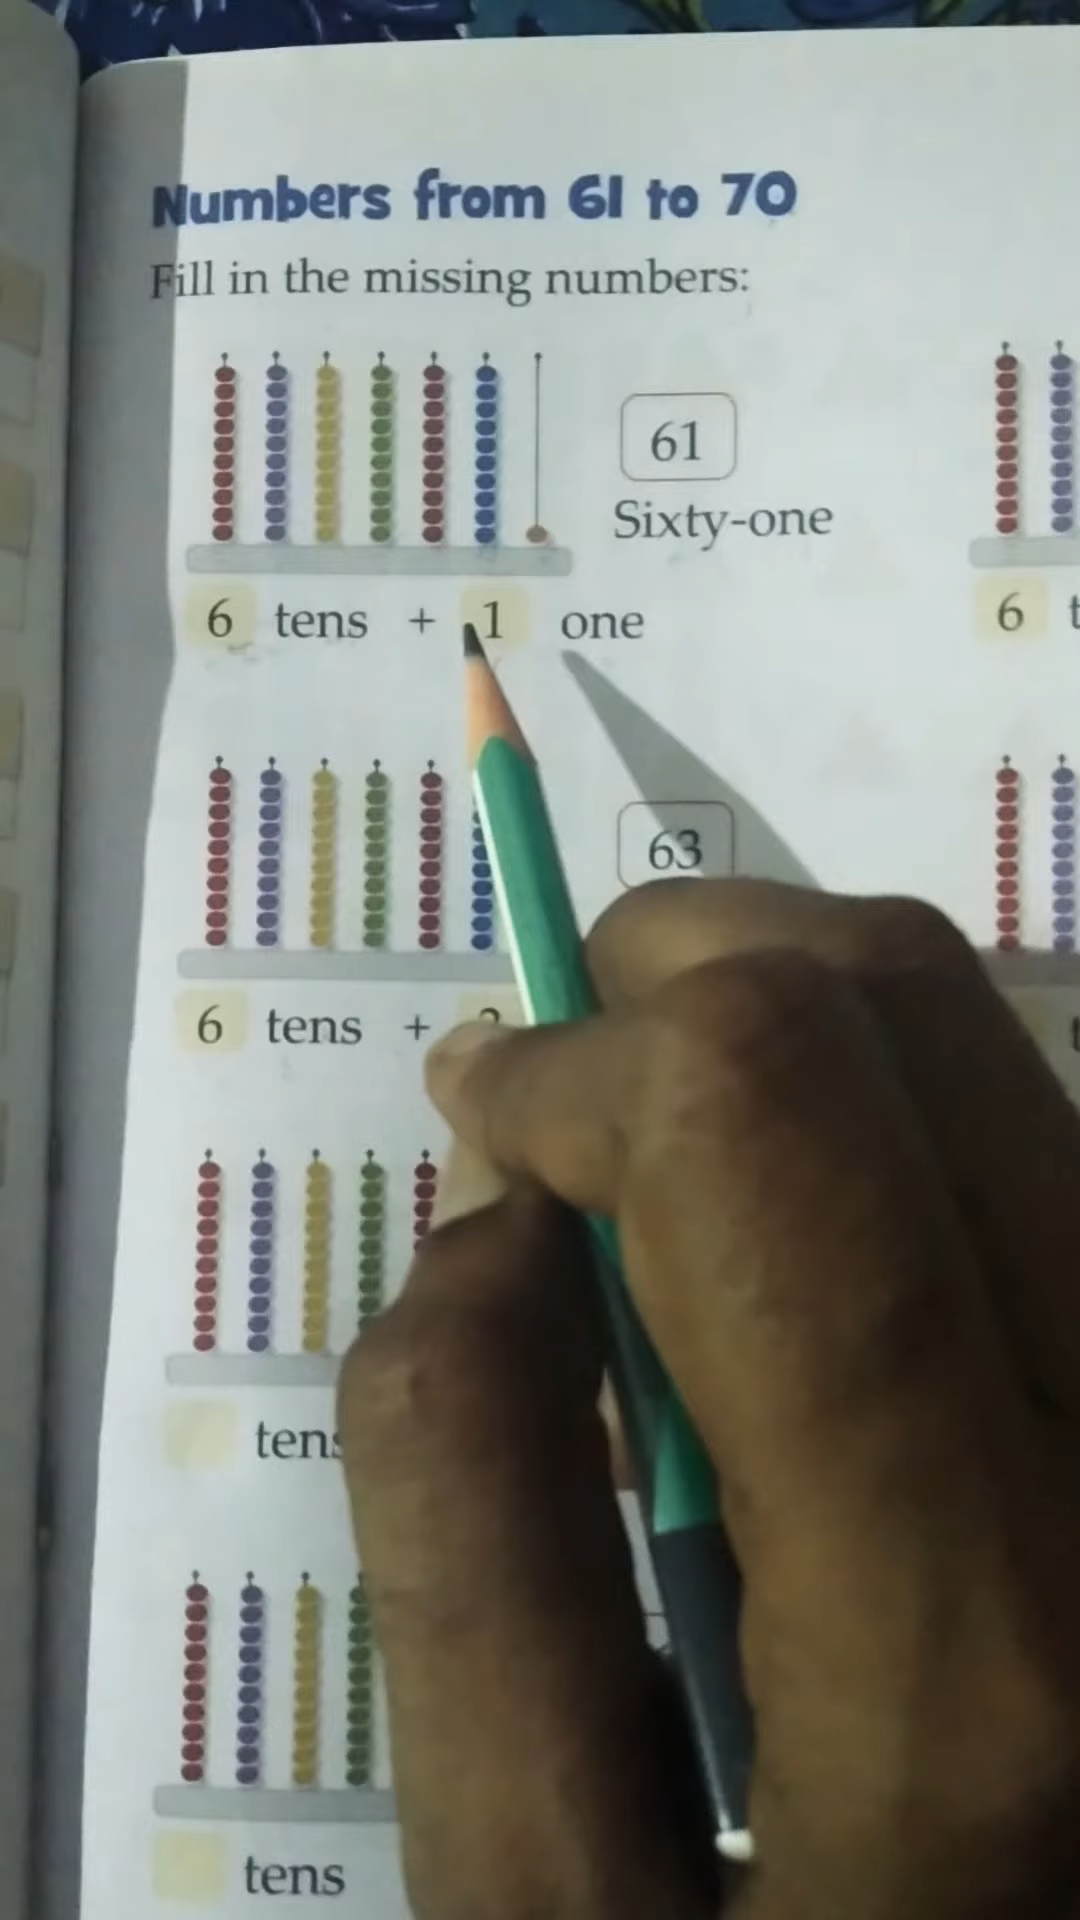 Numbers from 61 to 70
Fill in the missing numbers:
61
Sixty-one
6 tens + 1 one
6
63
6 tens +
tens
tens